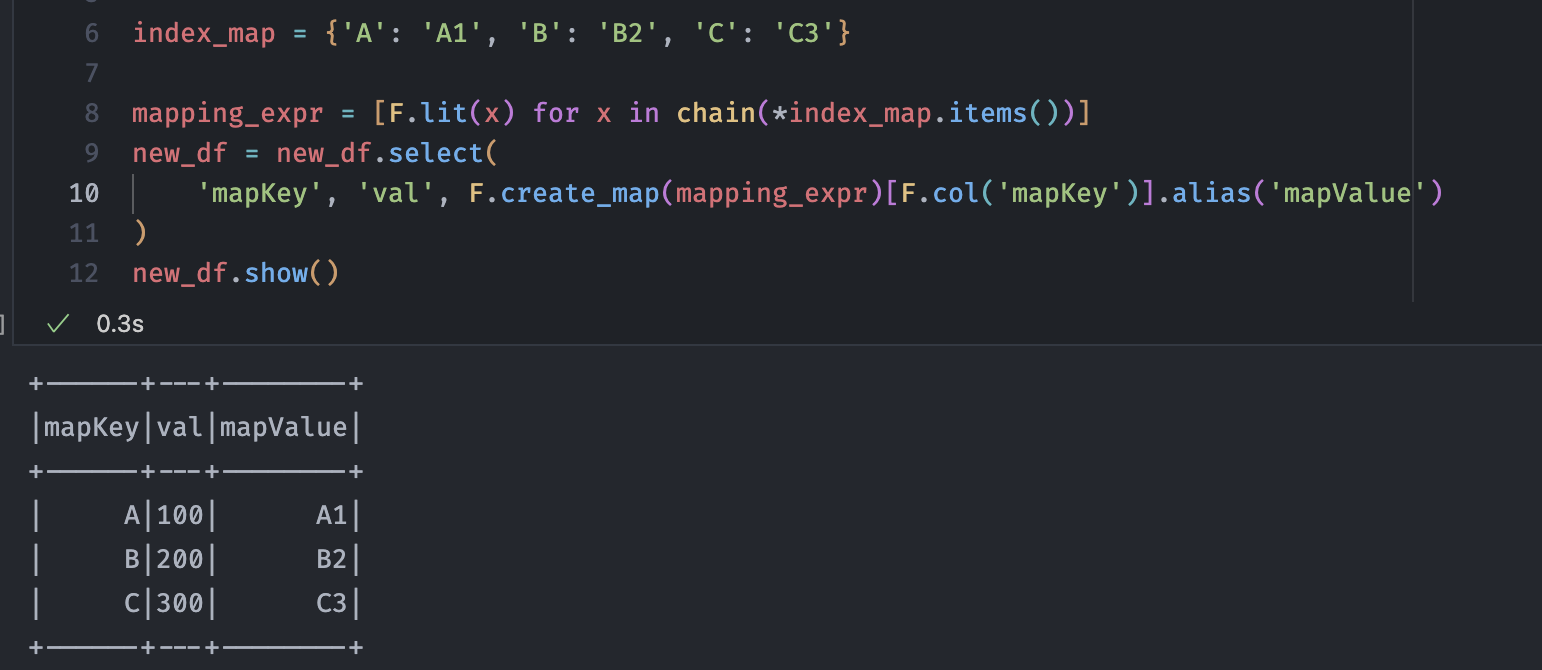 6 index_map = {'A': 'A1', 'B': 'B2', 'C': 'C3'}
7
8 mapping_expr = [F.lit(x) for x in chain(*index_map.items())]
9 new_df = new_df.select(
10     'mapKey', 'val', F.create_map(mapping_expr)[F.col('mapKey')].alias('mapValue')
11 )
12 new_df.show()
] ✓ 0.3s
+------+---+--------+
|mapKey|val|mapValue|
+------+---+--------+
|     A|100|      A1|
|     B|200|      B2|
|     C|300|      C3|
+------+---+--------+